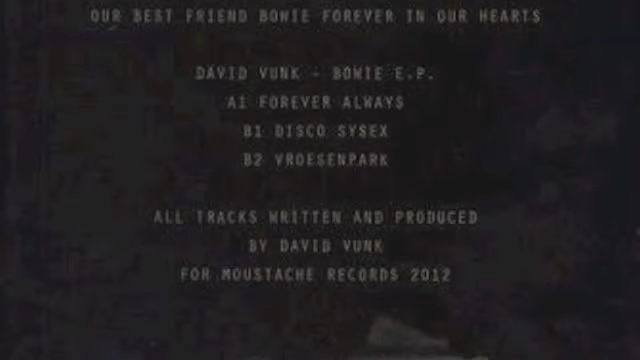 OUR BEST FRIEND BOWIE FOREVER IN OUR HEARTS
DAVID VUNK - BOWIE E.P.
A1 FOREVER ALWAYS
B1 DISCO SYSEX
B2 VROESENPARK
ALL TRACKS WRITTEN AND PRODUCED
BY DAVID VUNK
FOR MOUSTACHE RECORDS 2012